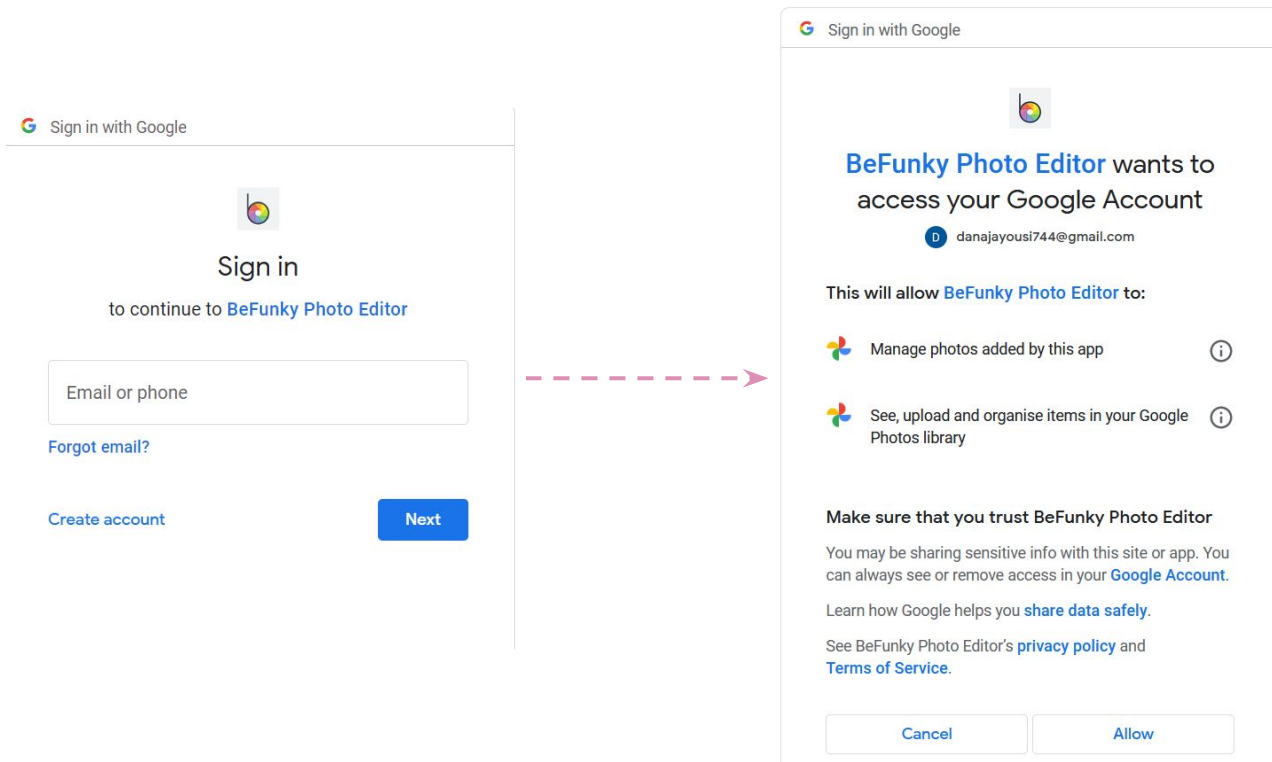 Sign in with Google
Sign in
to continue to BeFunky Photo Editor
Email or phone
Forgot email?
Create account
Next
Sign in with Google
BeFunky Photo Editor wants to
access your Google Account
D danajayousi744@gmail.com
This will allow BeFunky Photo Editor to:
Manage photos added by this app
See, upload and organise items in your Google
Photos library
Make sure that you trust BeFunky Photo Editor
You may be sharing sensitive info with this site or app. You
can always see or remove access in your Google Account.
Learn how Google helps you share data safely.
See BeFunky Photo Editor's privacy policy and
Terms of Service.
Cancel
Allow